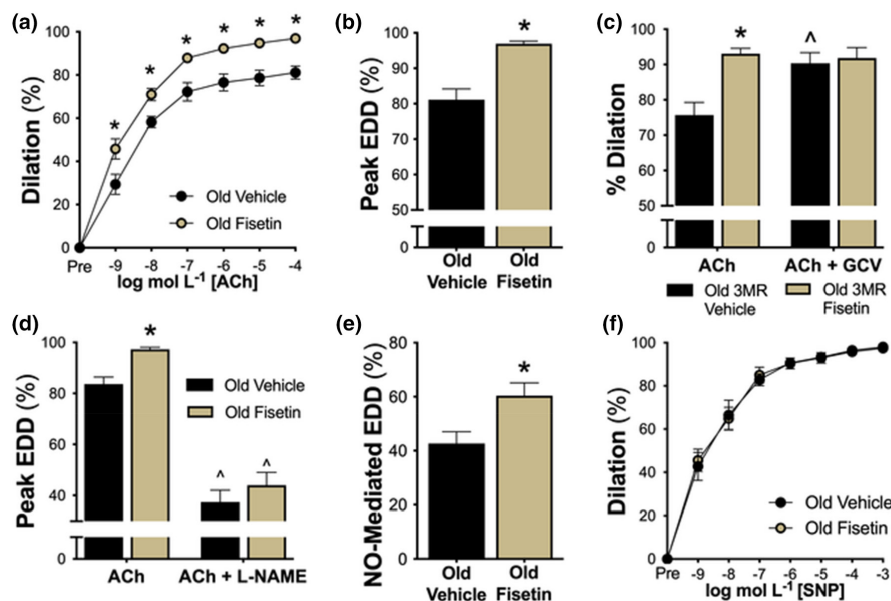 (a)
Dilation (%)
100
80
60
40
20
0
* * * * * *
Old Vehicle
Old Fisetin
Pre -9 -8 -7 -6 -5 -4
log mol L⁻¹ [ACh]
(b)
Peak EDD (%)
100
90
80
70
60
50
0
*
Old Old
Vehicle Fisetin
(c)
% Dilation
100
90
80
70
60
50
0
* ^
ACh ACh + GCV
Old 3MR Old 3MR
Vehicle Fisetin
(d)
Peak EDD (%)
100
80
60
40
0
*
^ ^
Old Vehicle
Old Fisetin
ACh ACh + L-NAME
(e)
NO-Mediated EDD (%)
80
60
40
20
0
*
Old Old
Vehicle Fisetin
(f)
Dilation (%)
100
80
60
40
20
0
Old Vehicle
Old Fisetin
Pre -9 -8 -7 -6 -5 -4 -3
log mol L⁻¹ [SNP]